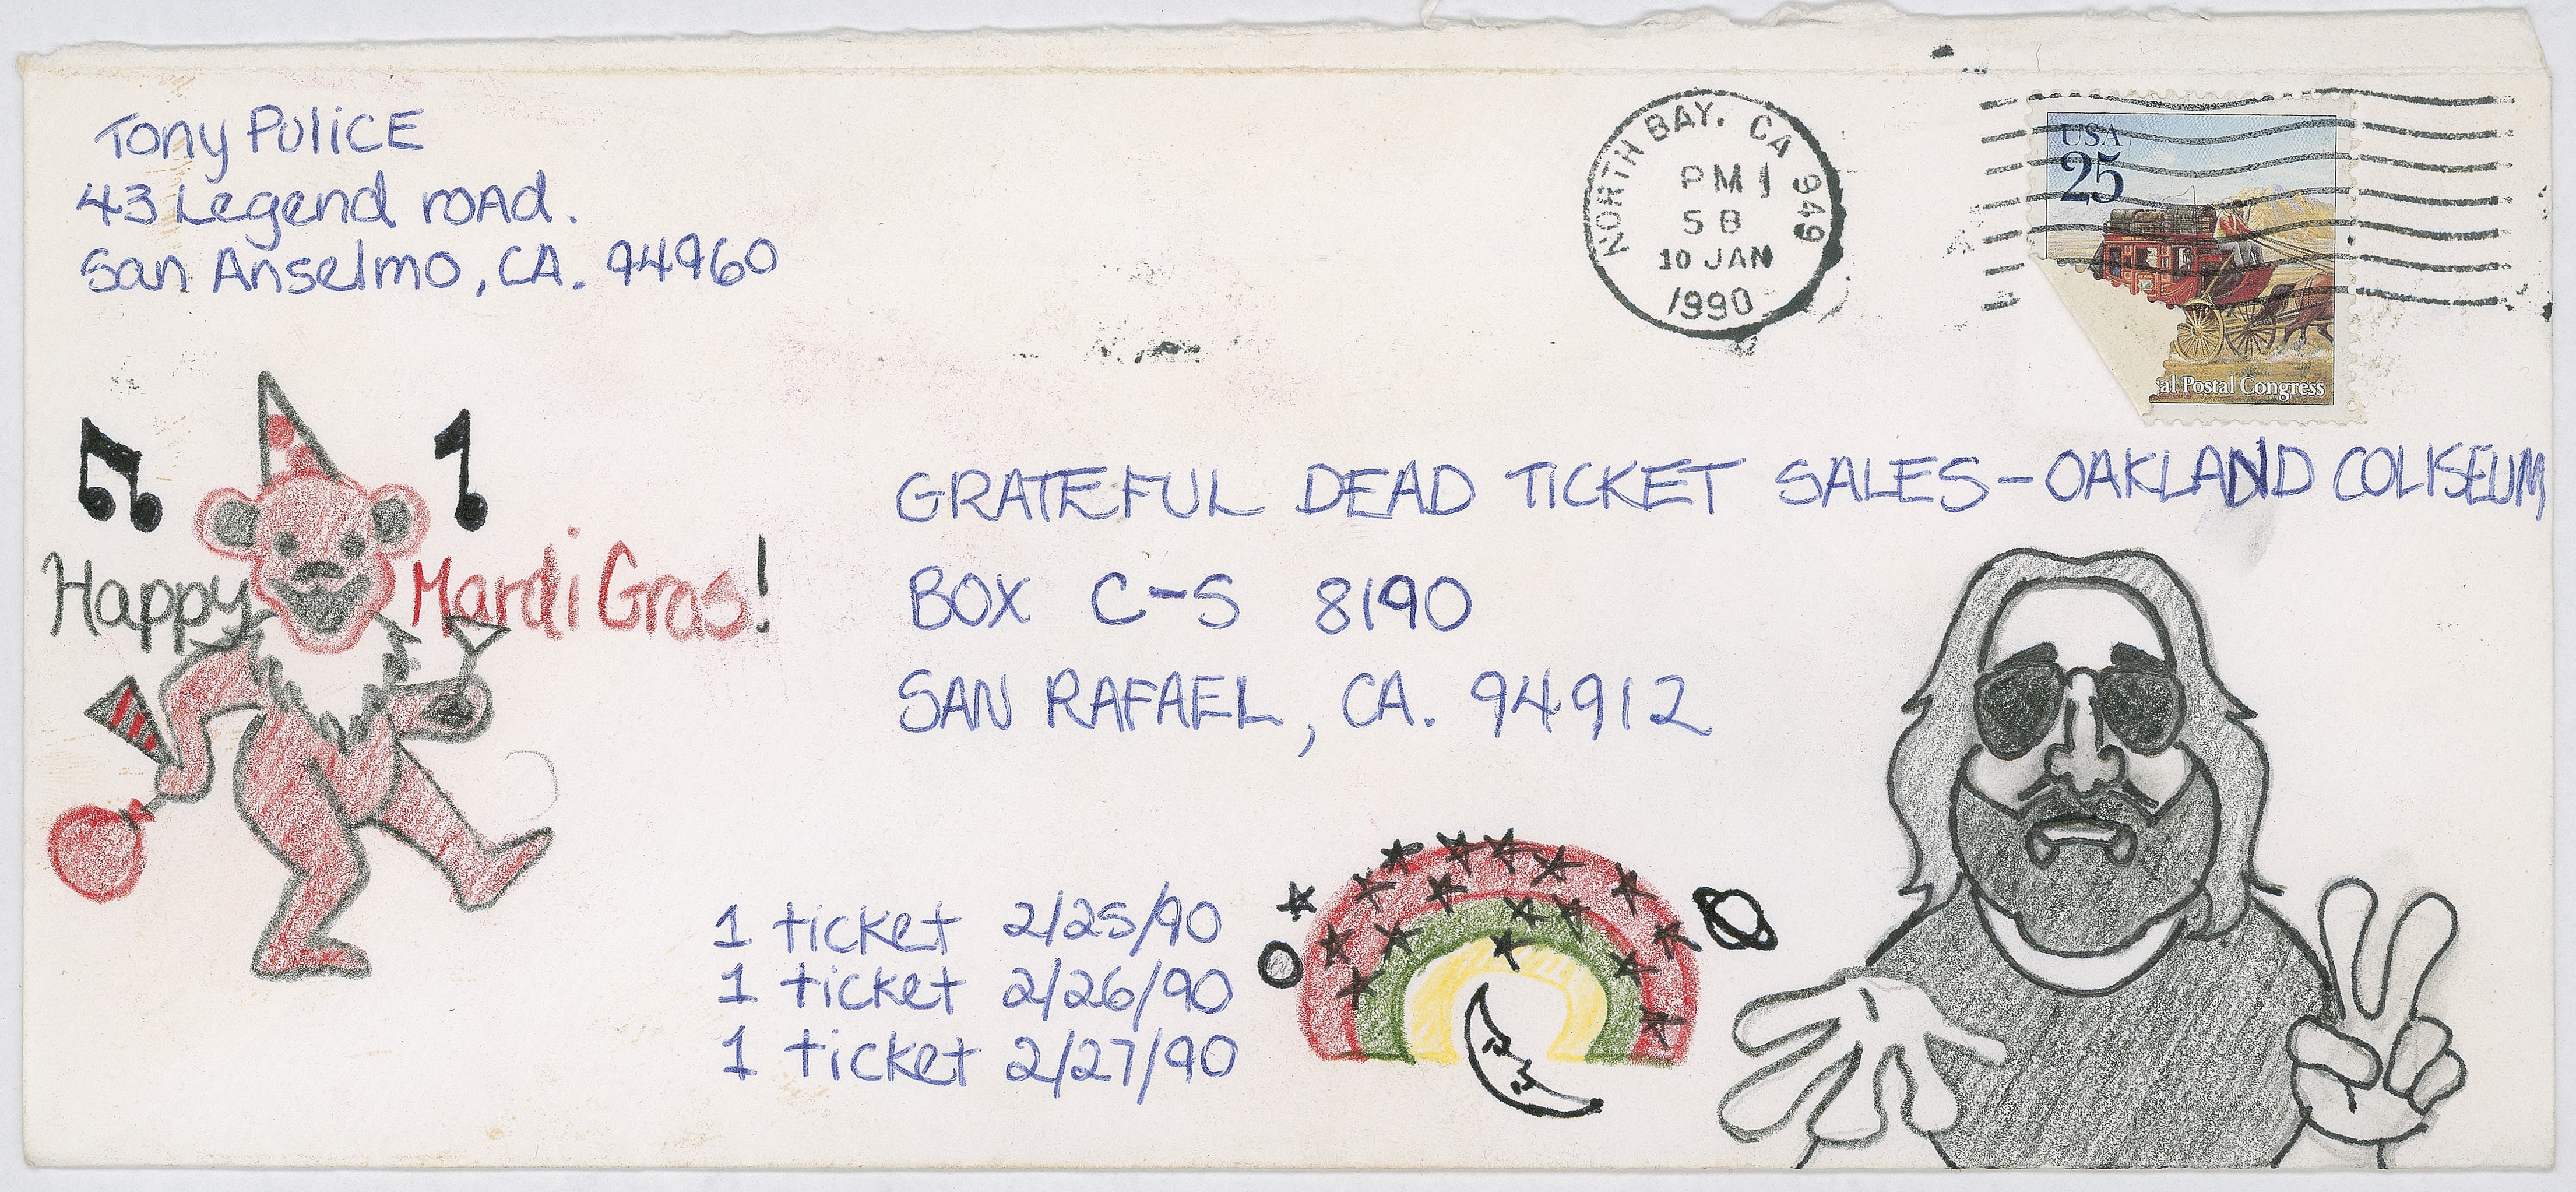 Tony Pulice
43 Legend road.
San Anselmo, CA. 94960
NORTH BAY, CA 949
PM
5B
10 JAN
1990
USA
25
al Postal Congress
Happy Mardi Gras!
GRATEFUL DEAD TICKET SALES-OAKLAND COLISEUM
BOX C-S 8190
SAN RAFAEL, CA. 94912
1 ticket 2/25/90
1 ticket 2/26/90
1 ticket 2/27/90